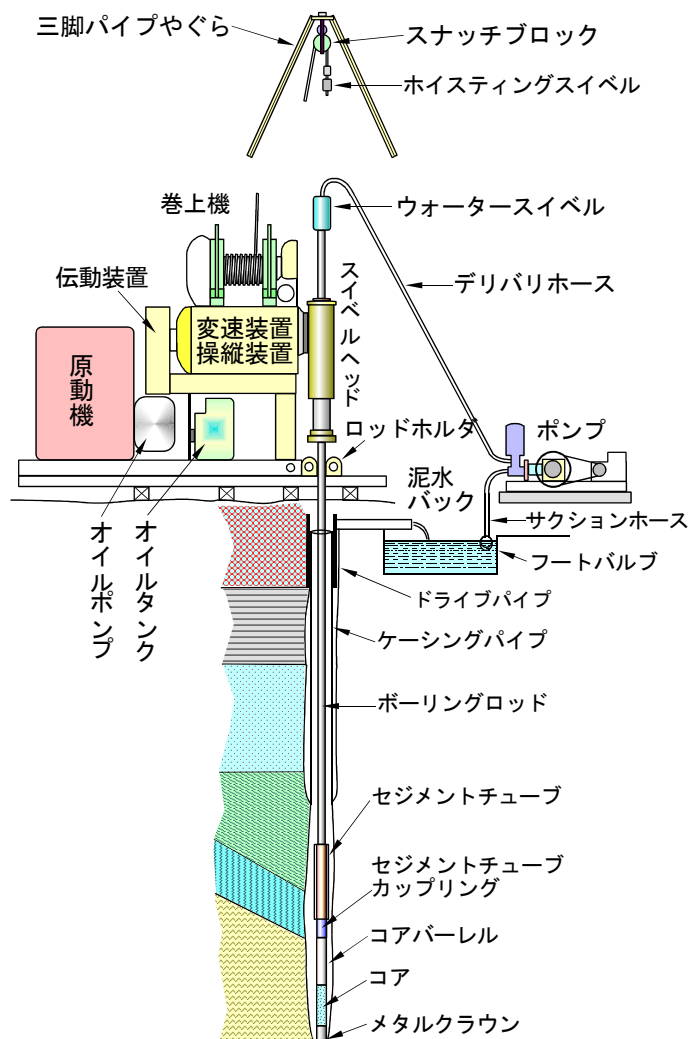 三脚パイプやぐら
スナッチブロック
ホイスティングスイベル
巻上機
ウォータースイベル
伝動装置
スイベルヘッド
デリバリホース
変速装置
操縦装置
原動機
ロッドホルダ
ポンプ
泥水
バック
サクションホース
オイルポンプ
オイルタンク
フートバルブ
ドライブパイプ
ケーシングパイプ
ボーリングロッド
セジメントチューブ
セジメントチューブ
カップリング
コアバーレル
コア
メタルクラウン